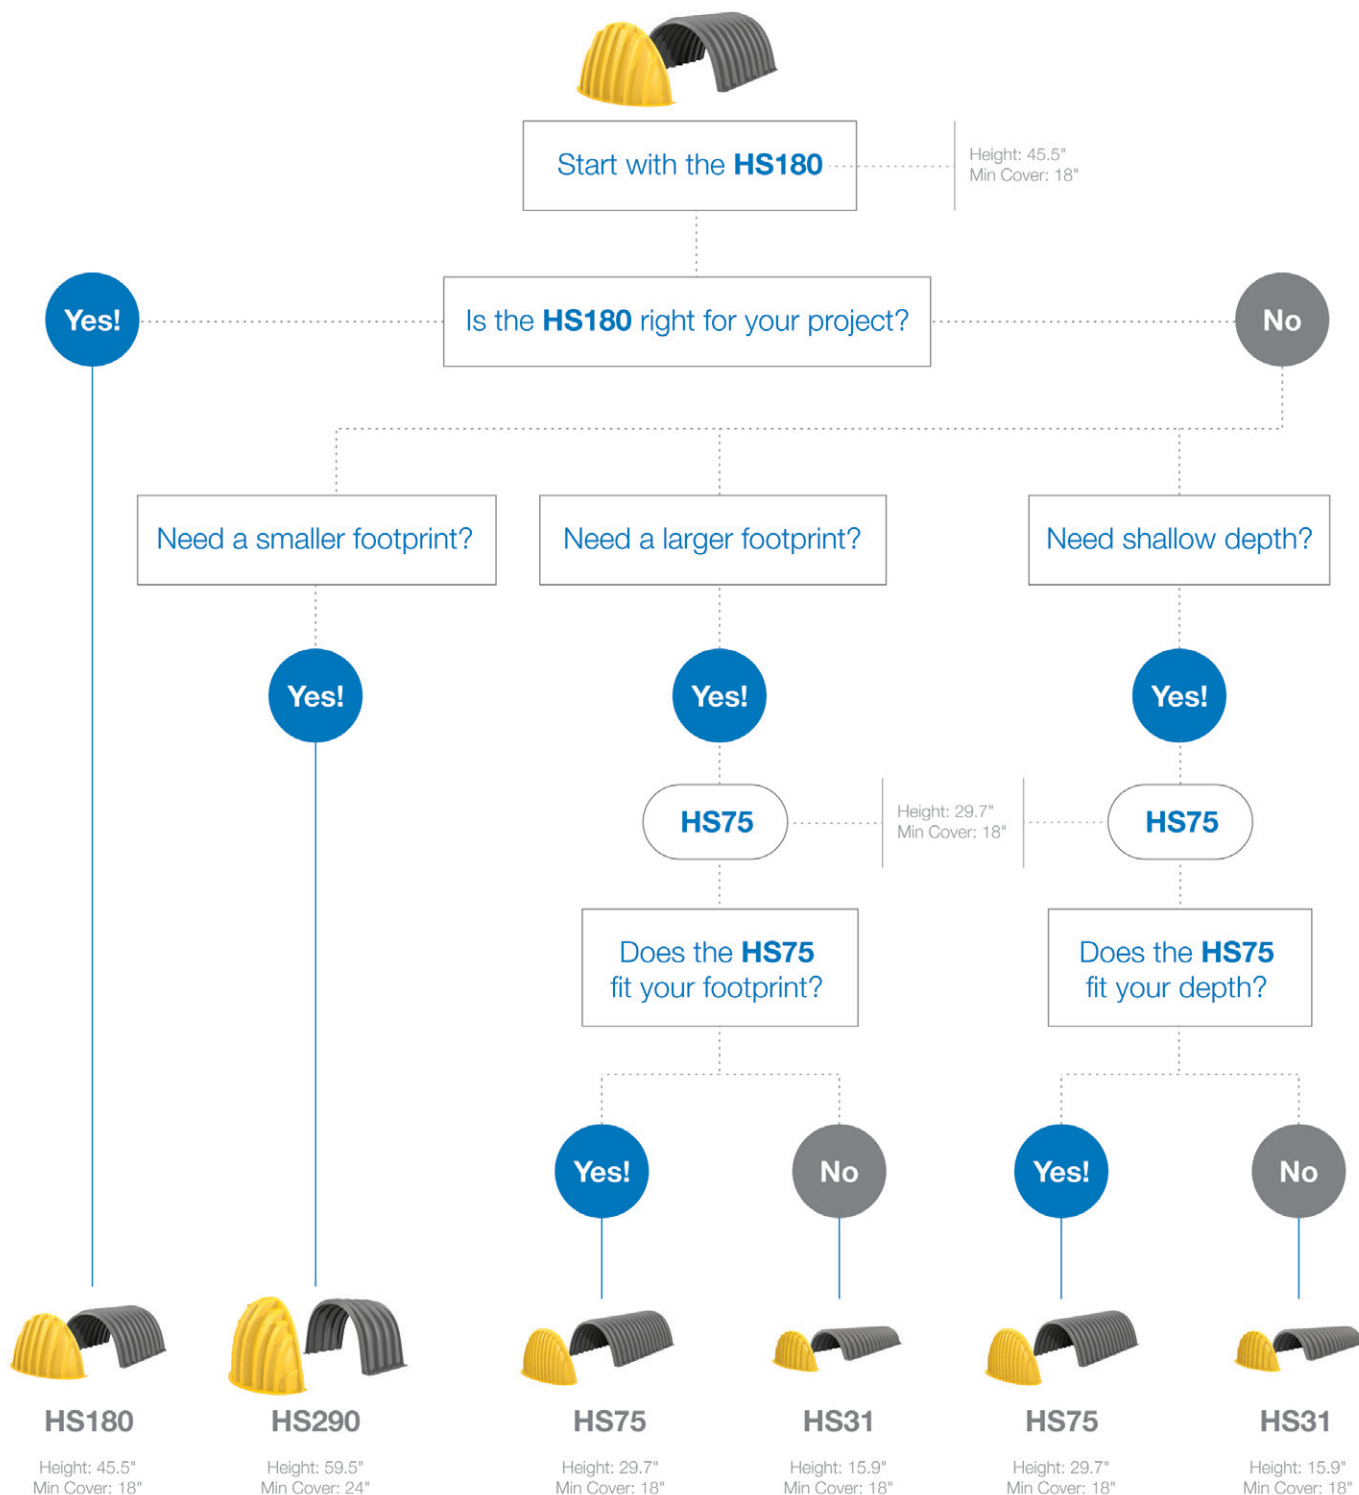 Start with the HS180
Height: 45.5"
Min Cover: 18"
Yes!
Is the HS180 right for your project?
No
Need a smaller footprint?
Need a larger footprint?
Need shallow depth?
Yes!
Yes!
Yes!
HS75
Height: 29.7"
Min Cover: 18"
HS75
Does the HS75
fit your footprint?
Does the HS75
fit your depth?
Yes!
No
Yes!
No
HS180
Height: 45.5"
Min Cover: 18"
HS290
Height: 59.5"
Min Cover: 24"
HS75
Height: 29.7"
Min Cover: 18"
HS31
Height: 15.9"
Min Cover: 18"
HS75
Height: 29.7"
Min Cover: 18"
HS31
Height: 15.9"
Min Cover: 18"